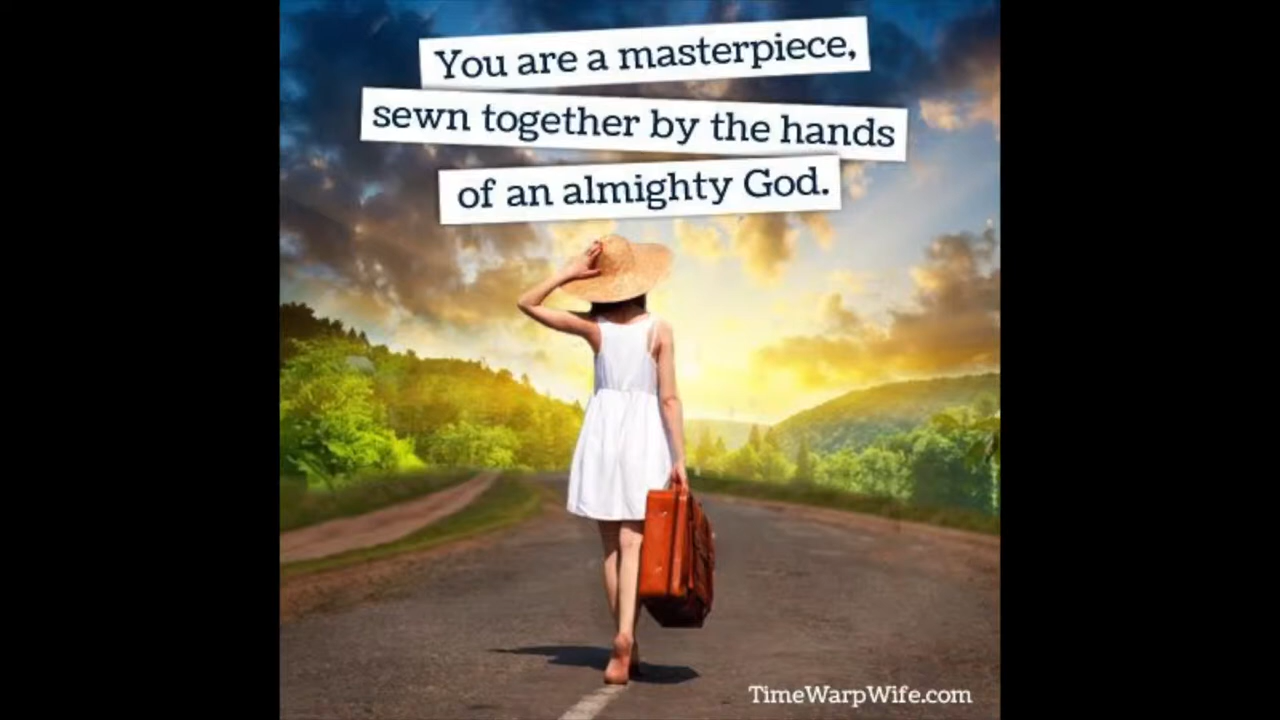 You are a masterpiece,
sewn together by the hands
of an almighty God.
TimeWarpWife.com